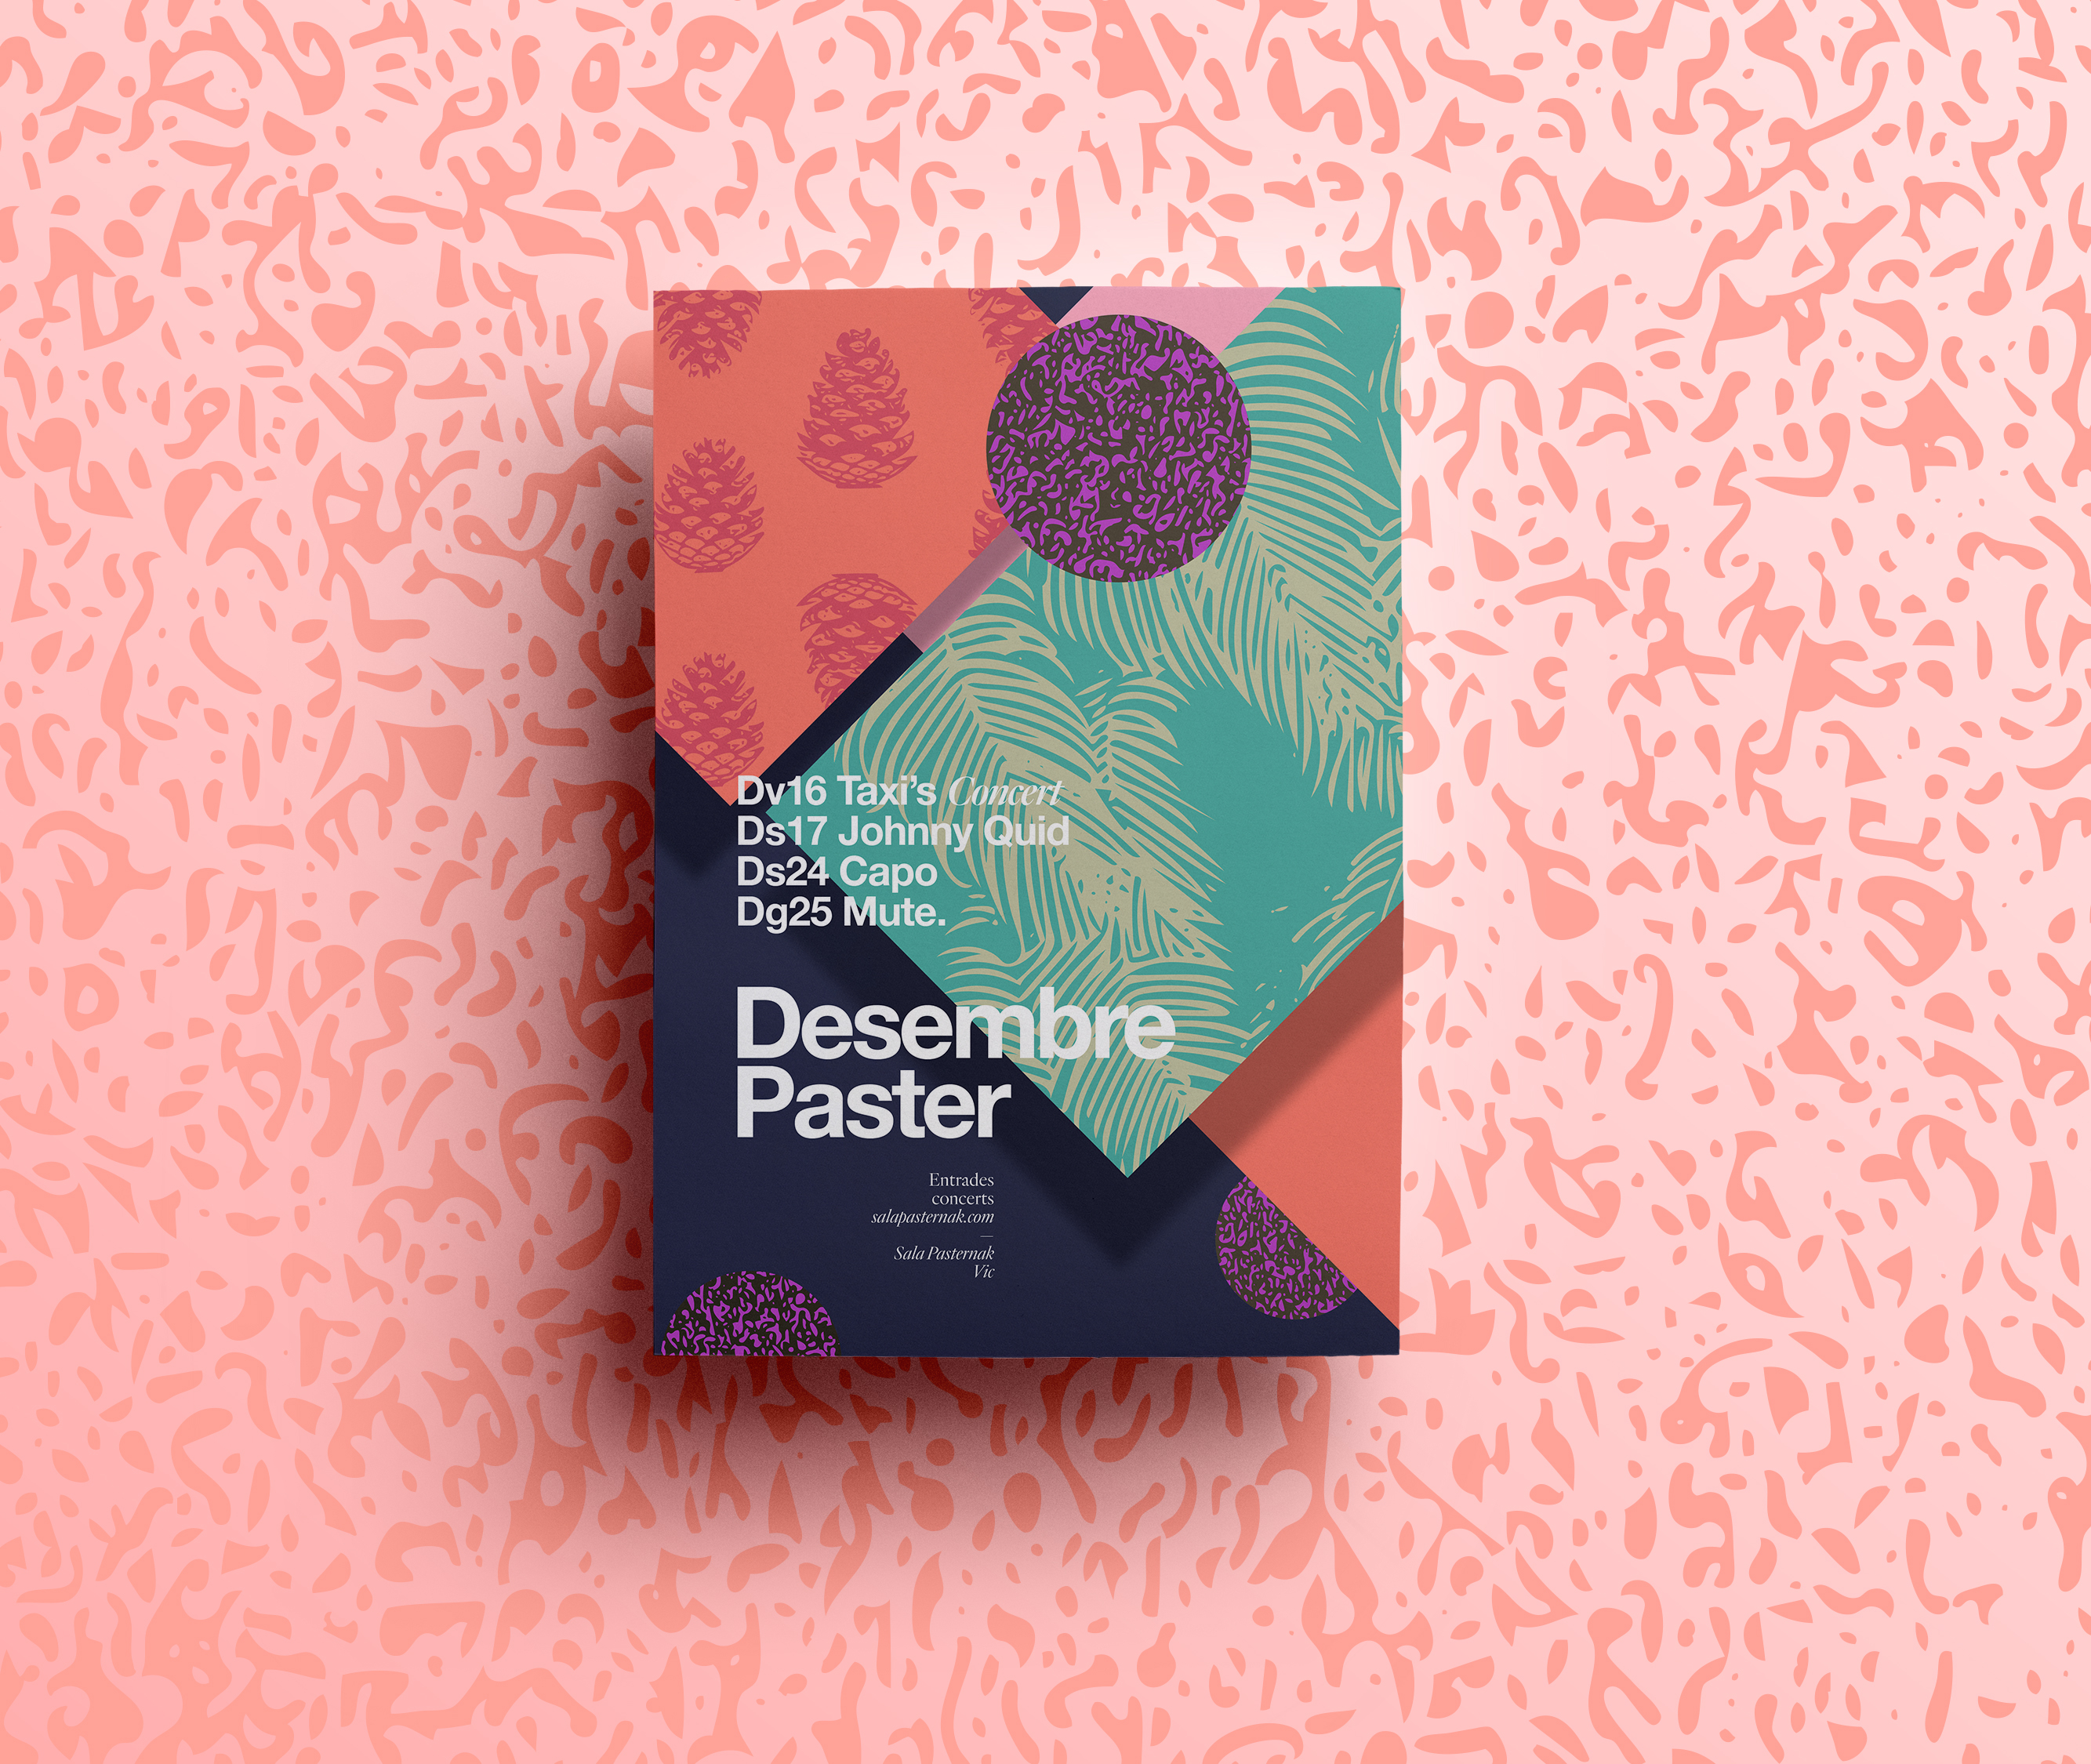 Dv16 Taxi's Concert
Ds17 Johnny Quid
Ds24 Capo
Dg25 Mute.
Desembre
Paster
Entrades
concerts
salapasternak.com
—
Sala Pasternak
Vic